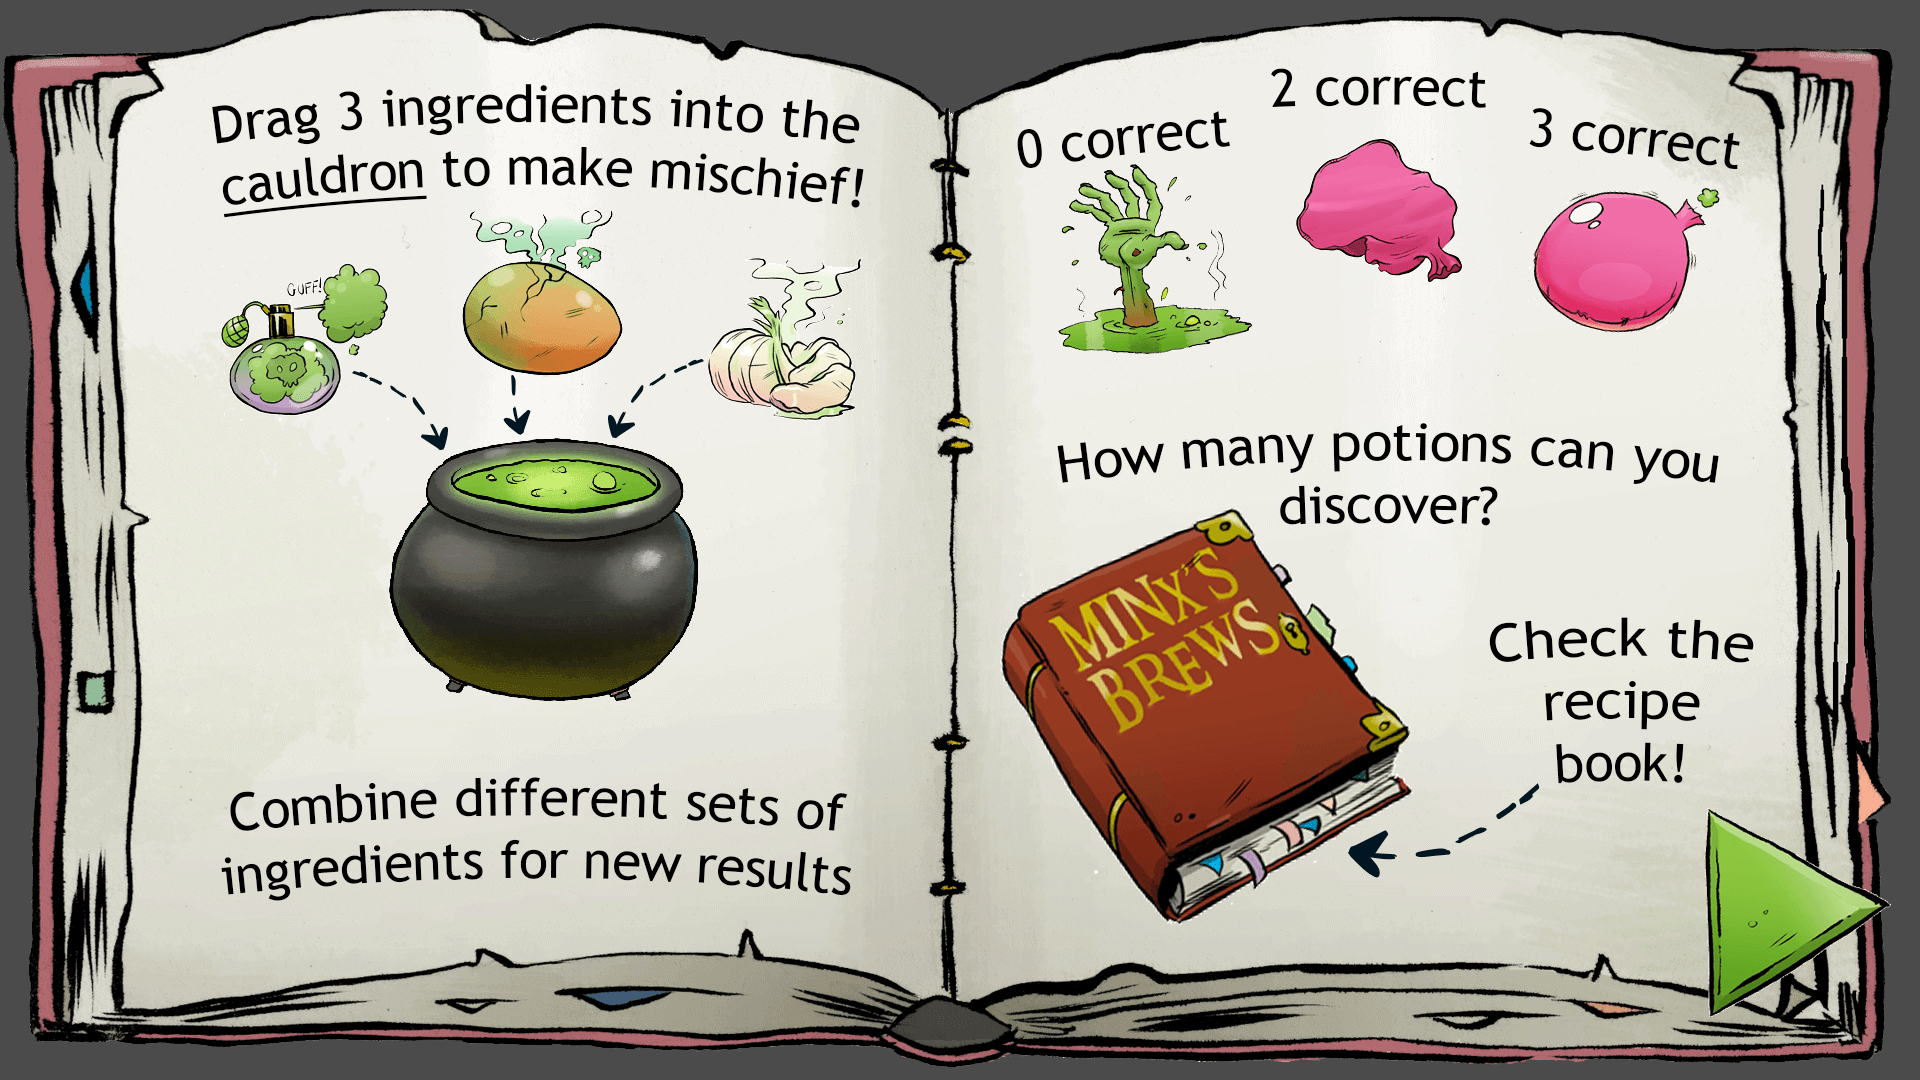 Drag 3 ingredients into the
cauldron to make mischief!
GUFF!
Combine different sets of
ingredients for new results
0 correct
2 correct
3 correct
How many potions can you
discover?
MINX'S
BREWS
Check the
recipe
book!